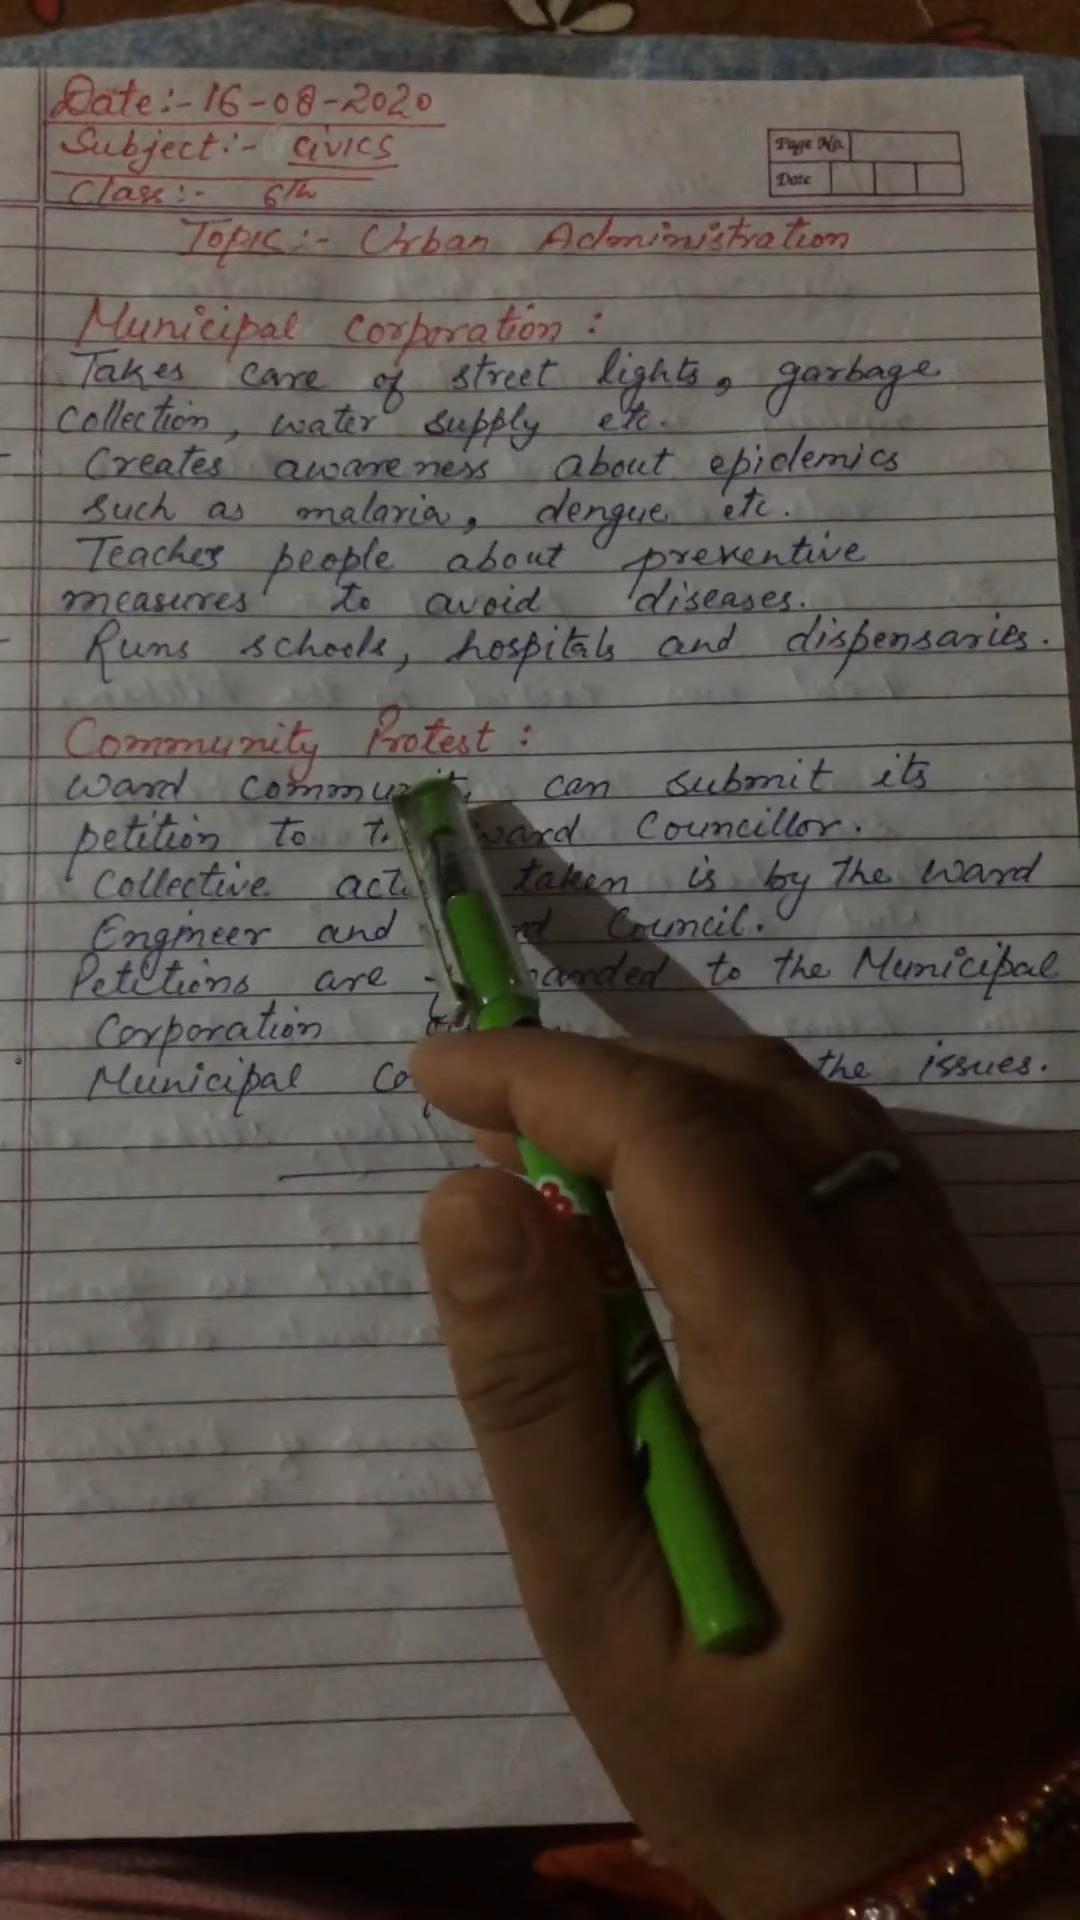 Date:- 16-08-2020
Subject:- Civics
Class:- 6th
Page No.
Date
Topic:- Urban Administration
Municipal Corporation:
Takes care of street lights, garbage
collection, water supply etc.
Creates awareness about epidemics
such as malaria, dengue etc.
Teaches people about preventive
measures to avoid diseases.
Runs schools, hospitals and dispensaries.
Community Protest:
Ward can submit its
petition to ward Councillor.
Collective taken is by the ward
Engineer and Council.
Petitions are to the Municipal
Corporation
Municipal the issues.